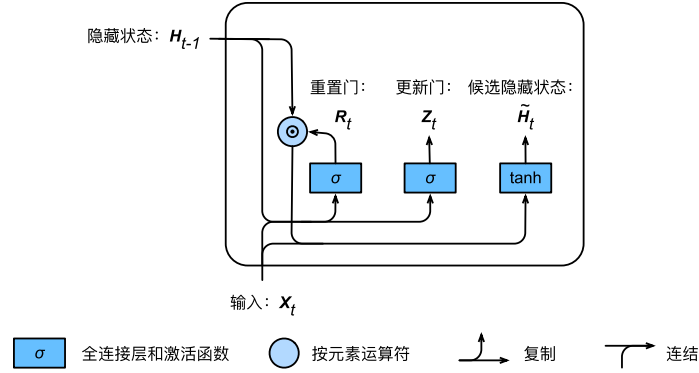 隐藏状态：H_{t-1}
重置门： 更新门： 候选隐藏状态：
R_t Z_t H̃_t
σ σ tanh
输入：X_t
σ 全连接层和激活函数 按元素运算符 复制 连结